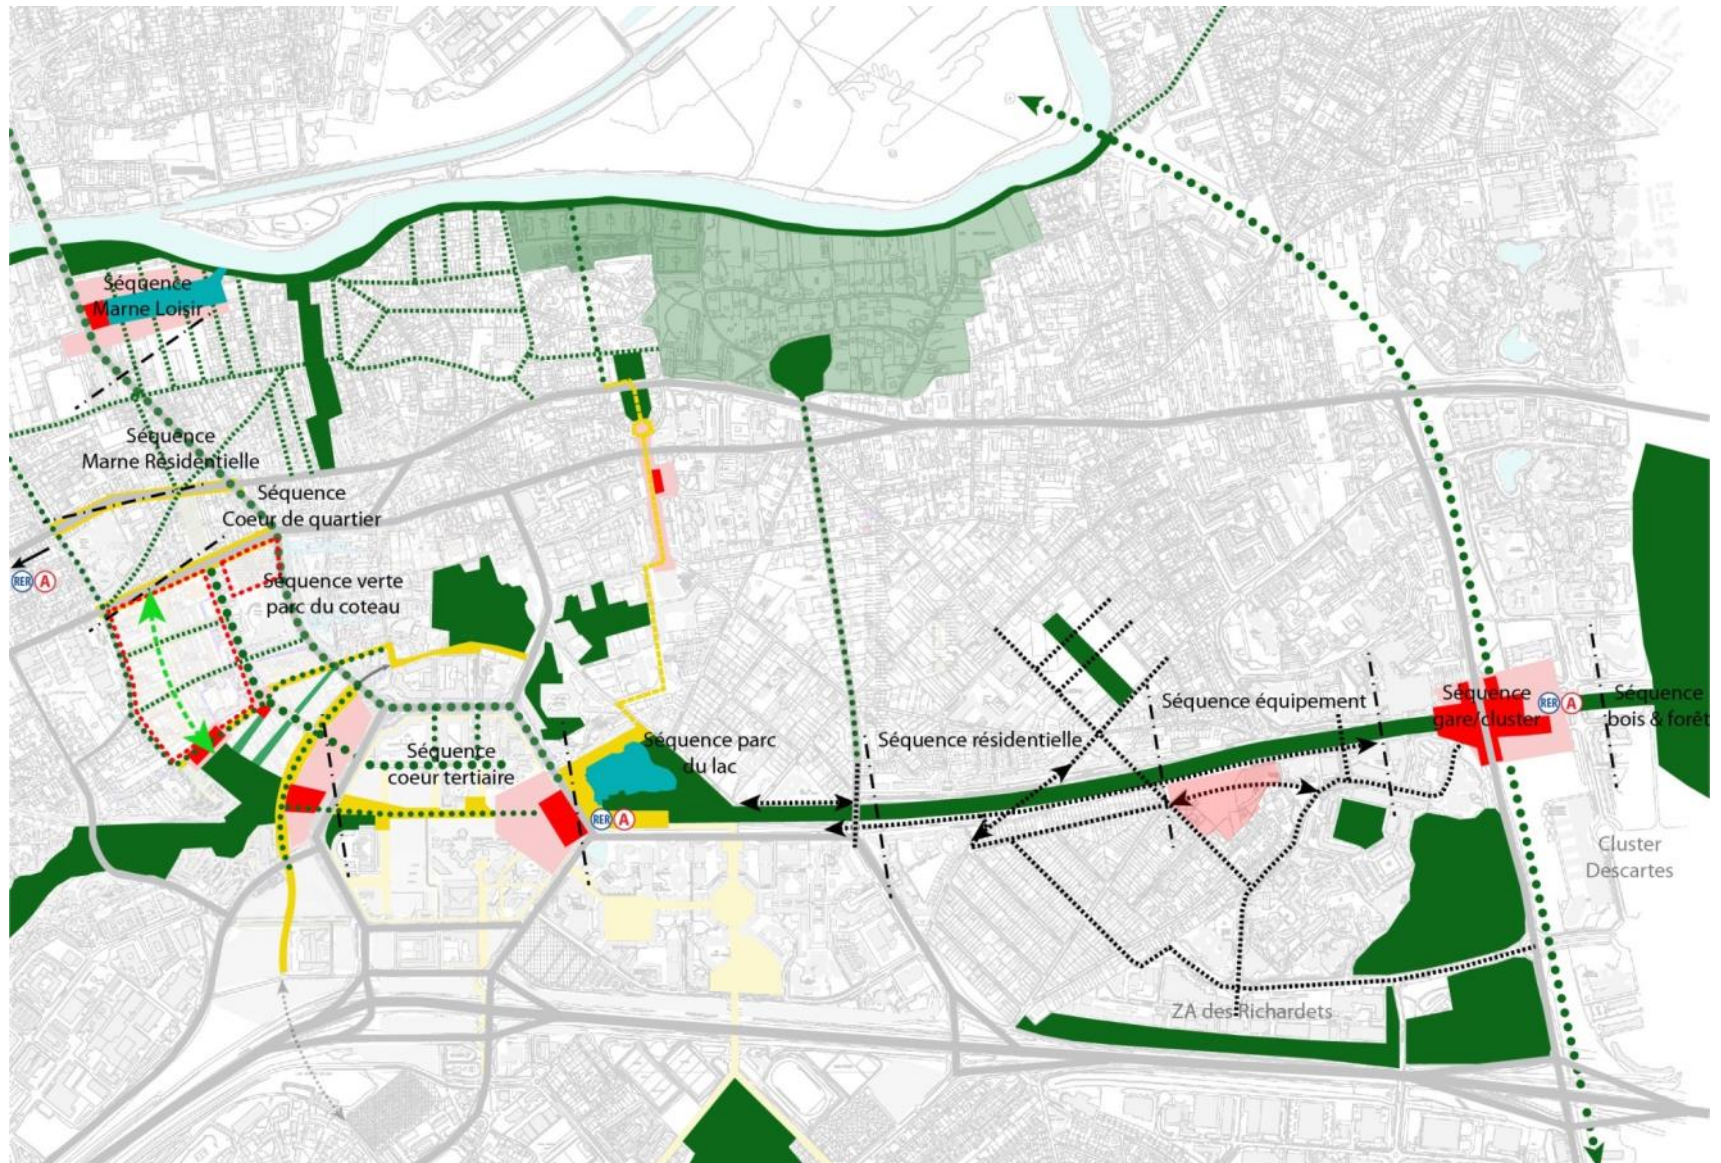 Séquence
Marne Loisir
Séquence
Marne Résidentielle
Séquence
Coeur de quartier
RER A
Séquence verte
parc du coteau
Séquence
coeur tertiaire
Séquence parc
du lac
RER A
Séquence résidentielle
Séquence équipement
Séquence
gare/cluster
RER A
Séquence
bois & forêt
Cluster
Descartes
ZA des Richardets